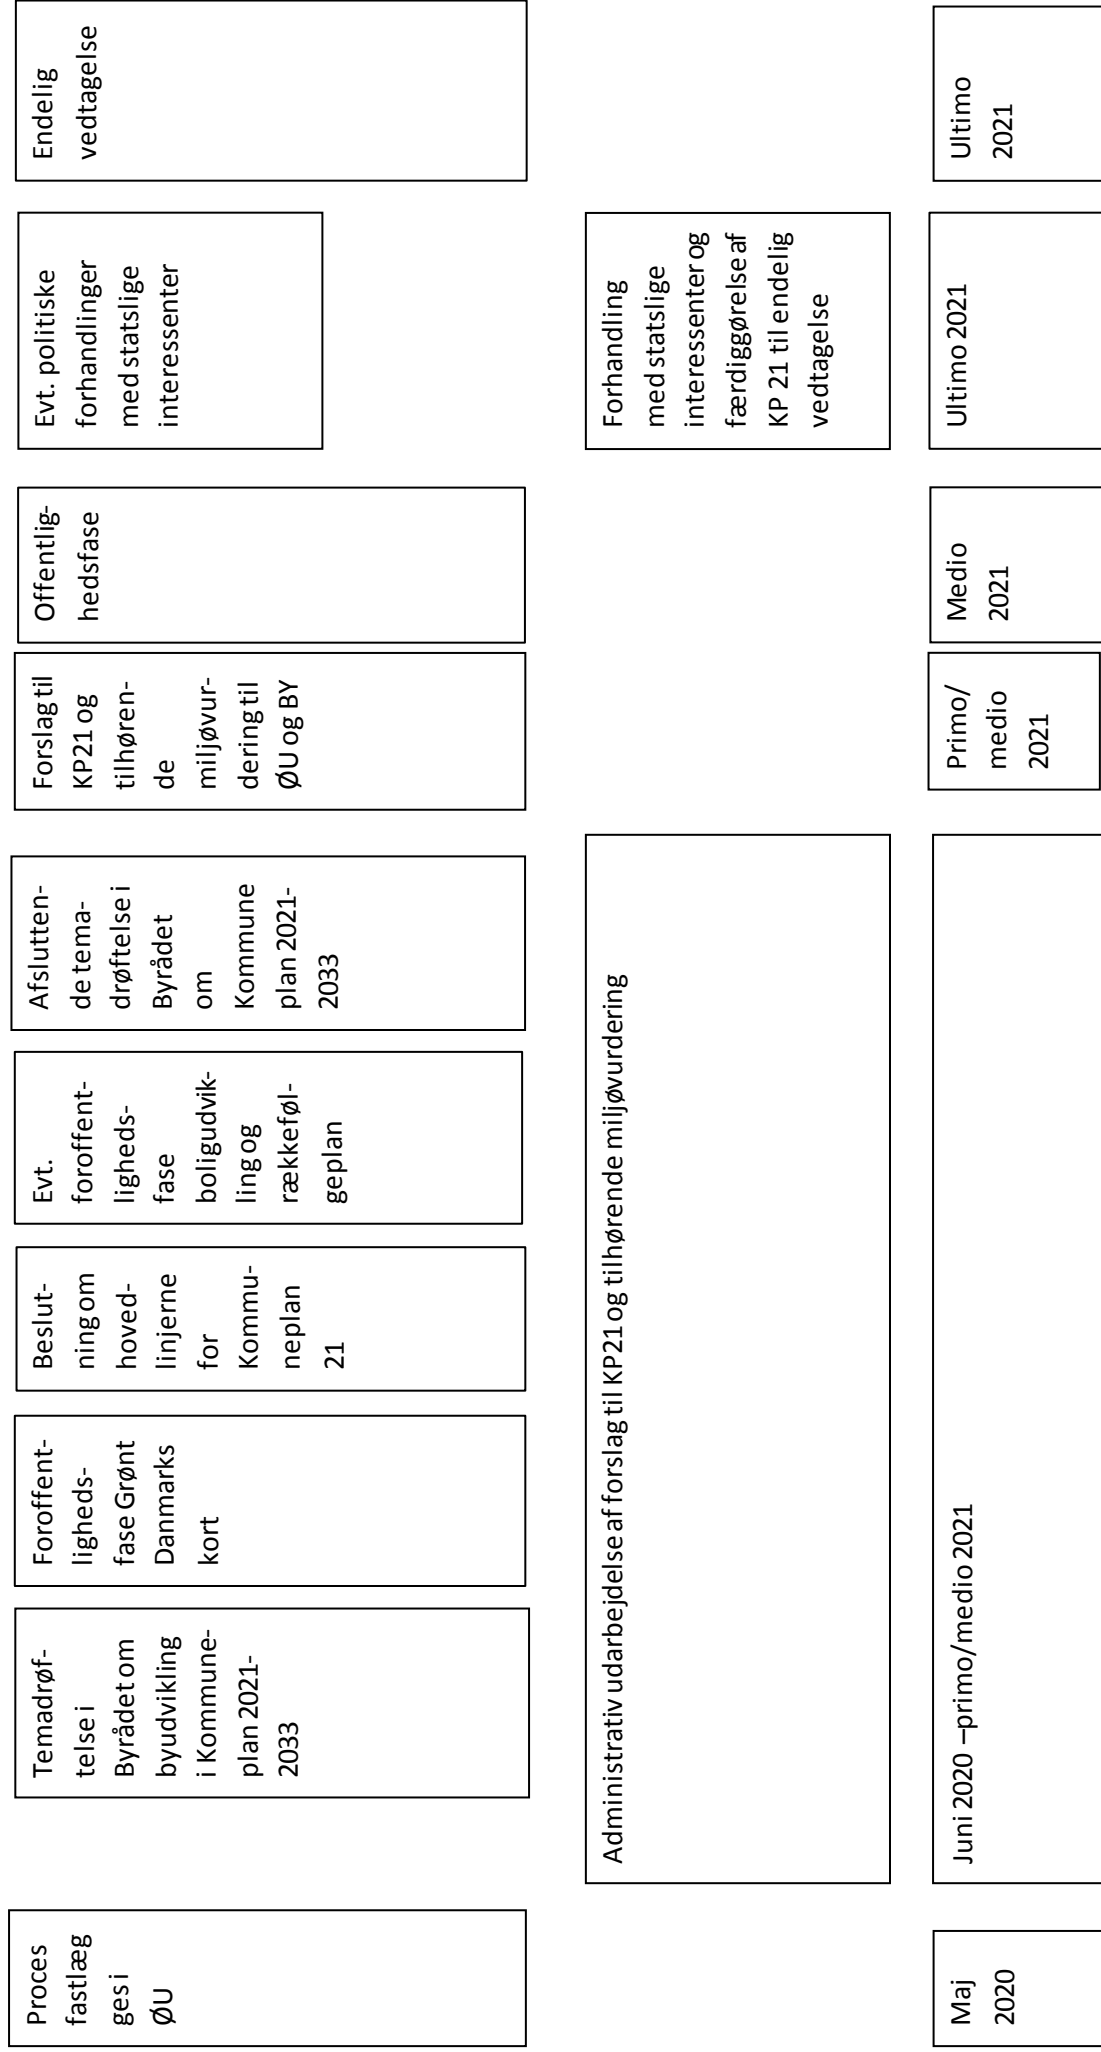 Proces
fastlæg
ges i
ØU
Temadrøf-
telse i
Byrådet om
byudvikling
i Kommune-
plan 2021-
2033
Foroffent-
ligheds-
fase Grønt
Danmarks
kort
Beslut-
ning om
hoved-
linjerne
for
Kommu-
neplan
21
Evt.
foroffent-
ligheds-
fase
boligudvik-
ling og
rækkeføl-
geplan
Afslutten-
de tema-
drøftelse i
Byrådet
om
Kommune
plan 2021-
2033
Forslag til
KP21 og
tilhøren-
de
miljøvur-
dering til
ØU og BY
Offentlig-
hedsfase
Evt. politiske
forhandlinger
med statslige
interessenter
Endelig
vedtagelse
Administrativ udarbejdelse af forslag til KP21 og tilhørende miljøvurdering
Forhandling
med statslige
interessenter og
færdiggørelse af
KP 21 til endelig
vedtagelse
Maj
2020
Juni 2020 –primo/medio 2021
Primo/
medio
2021
Medio
2021
Ultimo 2021
Ultimo
2021